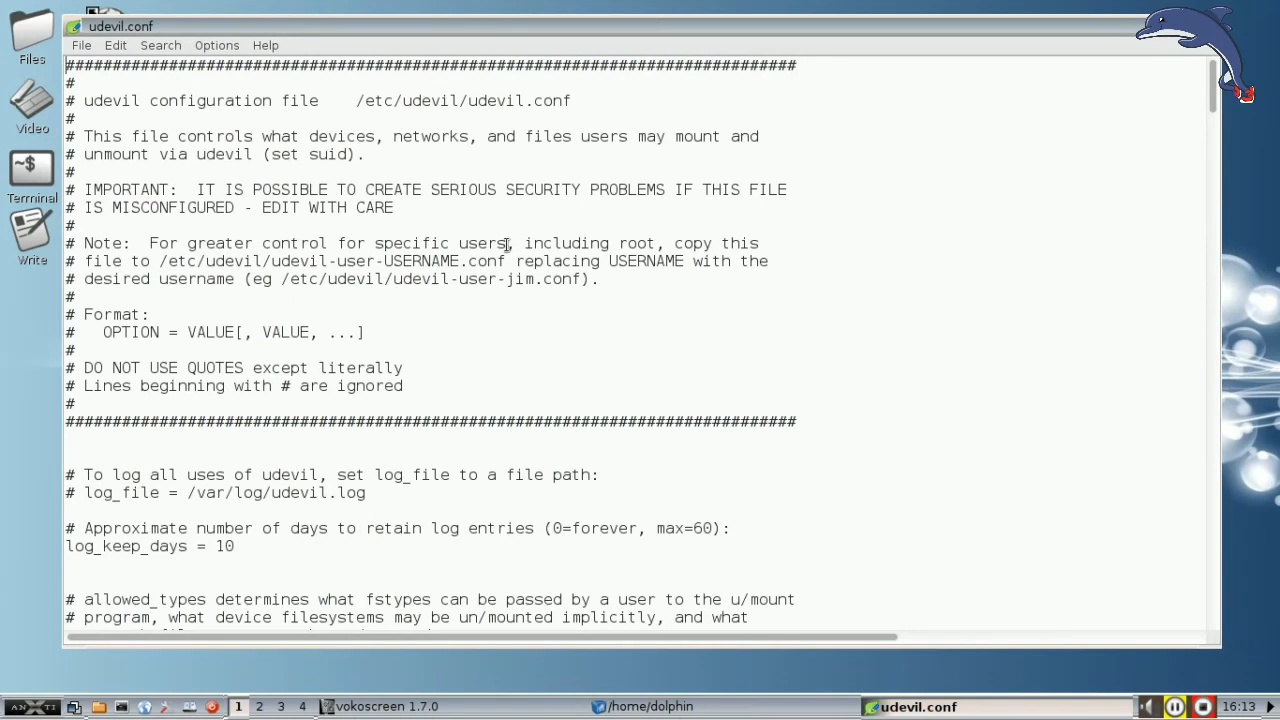 udevil.conf
File Edit Search Options Help
##############################################################################
#
# udevil configuration file    /etc/udevil/udevil.conf
#
# This file controls what devices, networks, and files users may mount and
# unmount via udevil (set suid).
#
# IMPORTANT:  IT IS POSSIBLE TO CREATE SERIOUS SECURITY PROBLEMS IF THIS FILE
# IS MISCONFIGURED - EDIT WITH CARE
#
# Note:  For greater control for specific users, including root, copy this
# file to /etc/udevil/udevil-user-USERNAME.conf replacing USERNAME with the
# desired username (eg /etc/udevil/udevil-user-jim.conf).
#
# Format:
#   OPTION = VALUE[, VALUE, ...]
#
# DO NOT USE QUOTES except literally
# Lines beginning with # are ignored
#
##############################################################################
# To log all uses of udevil, set log_file to a file path:
# log_file = /var/log/udevil.log
# Approximate number of days to retain log entries (0=forever, max=60):
log_keep_days = 10
# allowed_types determines what fstypes can be passed by a user to the u/mount
# program, what device filesystems may be un/mounted implicitly, and what
Files
Video
~$
Terminal
Write
1 2 3 4 vokoscreen 1.7.0 /home/dolphin udevil.conf 16:13